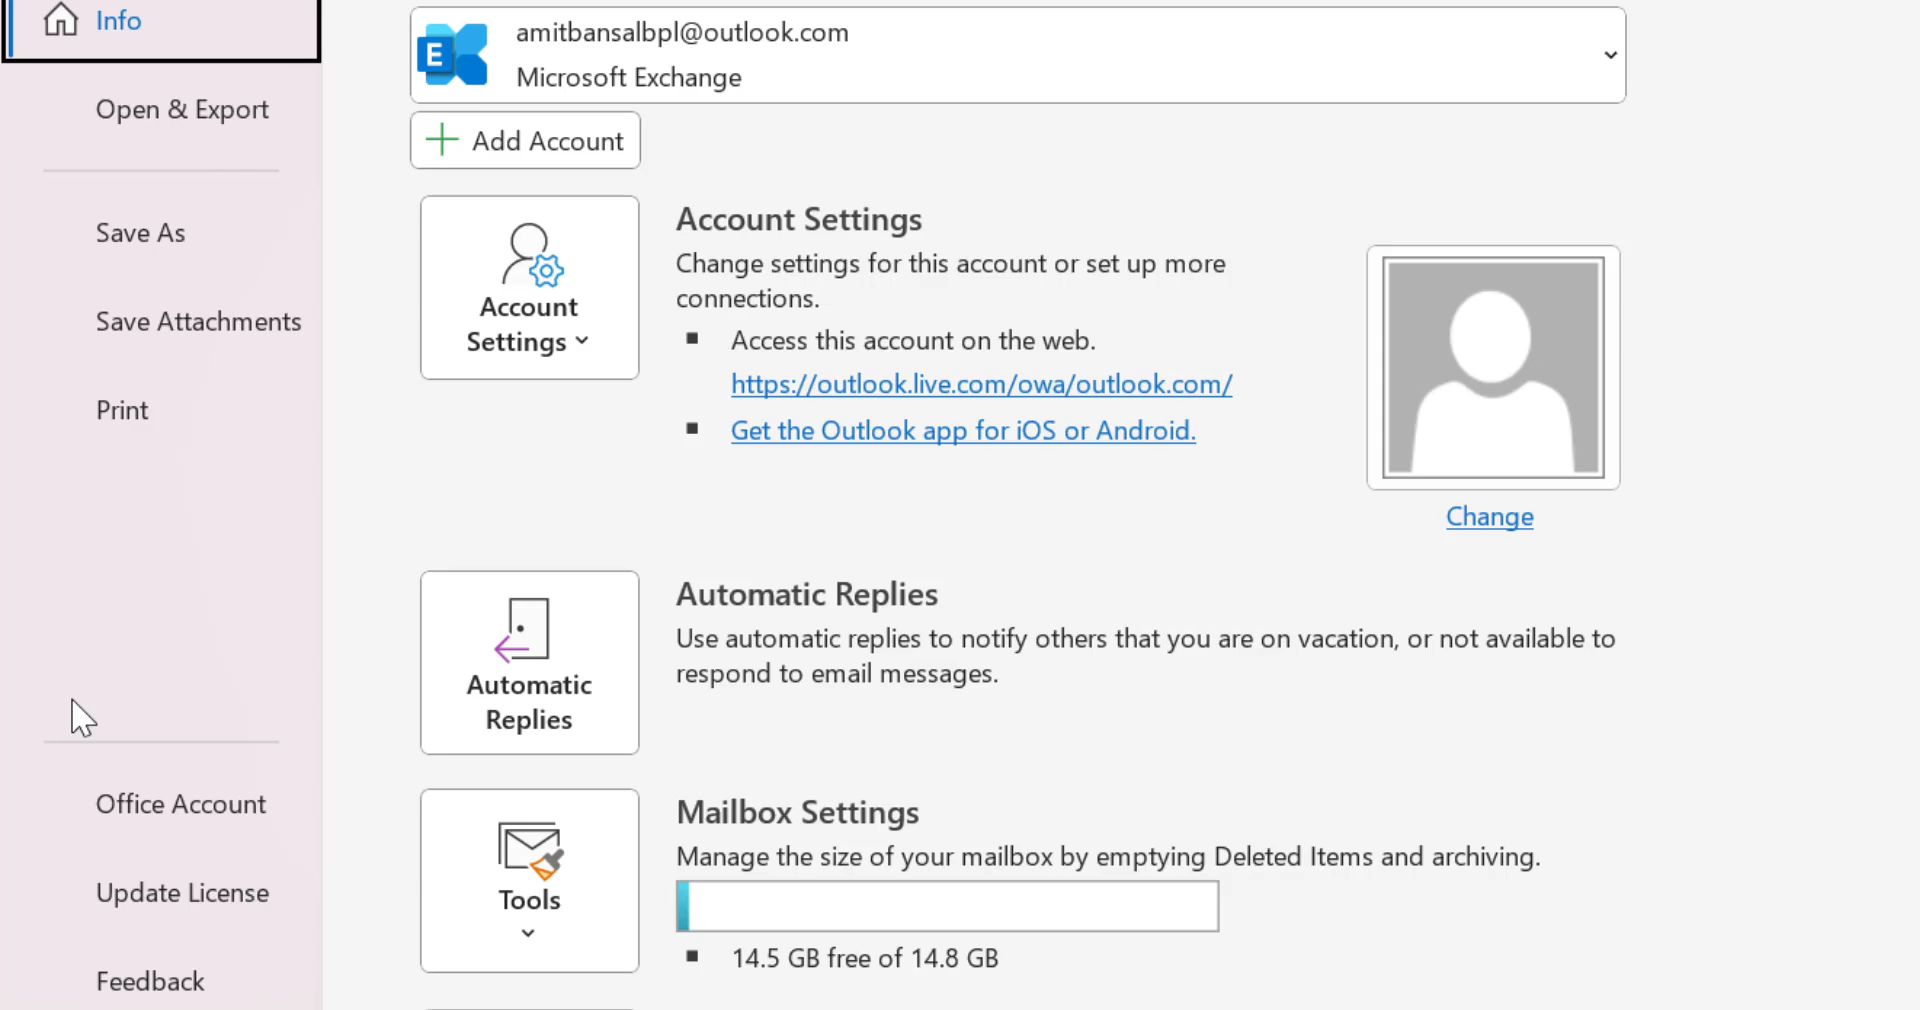 Info
Open & Export
Save As
Save Attachments
Print
Office Account
Update License
Feedback
E
amitbansalbpl@outlook.com
Microsoft Exchange
Add Account
Account
Settings
Account Settings
Change settings for this account or set up more
connections.
Access this account on the web.
https://outlook.live.com/owa/outlook.com/
Get the Outlook app for iOS or Android.
Change
Automatic
Replies
Automatic Replies
Use automatic replies to notify others that you are on vacation, or not available to
respond to email messages.
Tools
Mailbox Settings
Manage the size of your mailbox by emptying Deleted Items and archiving.
14.5 GB free of 14.8 GB